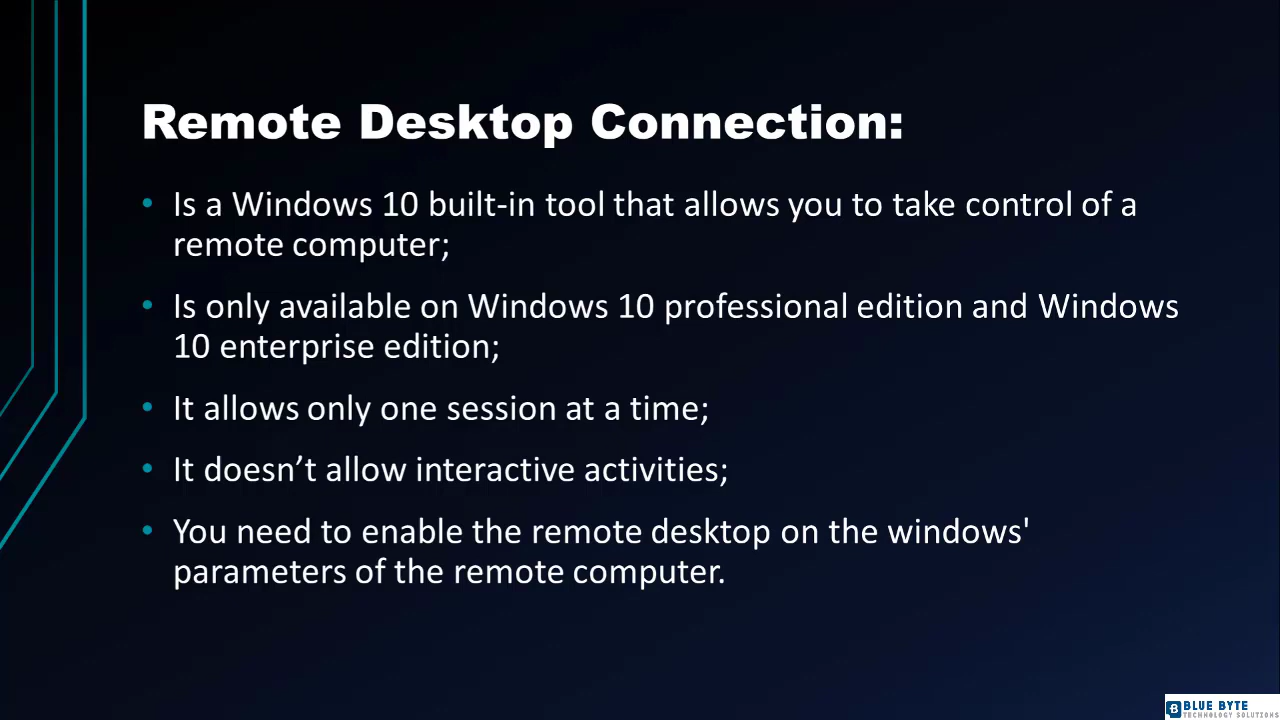 Remote Desktop Connection:
• Is a Windows 10 built-in tool that allows you to take control of a
remote computer;
• Is only available on Windows 10 professional edition and Windows
10 enterprise edition;
• It allows only one session at a time;
• It doesn’t allow interactive activities;
• You need to enable the remote desktop on the windows'
parameters of the remote computer.
BLUE BYTE
TECHNOLOGY SOLUTIONS